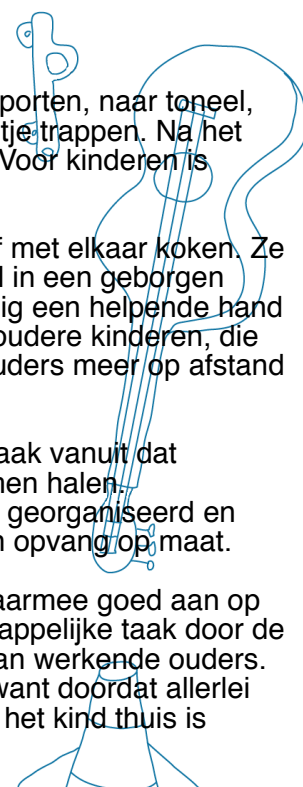 porten, naar toneel,
tje trappen. Na het
Voor kinderen is
f met elkaar koken. Ze
in een geborgen
ig een helpende hand
oudere kinderen, die
uders meer op afstand
aak vanuit dat
nen halen.
georganiseerd en
opvang op maat.
aarmee goed aan op
appelijke taak door de
an werkende ouders.
want doordat allerlei
het kind thuis is